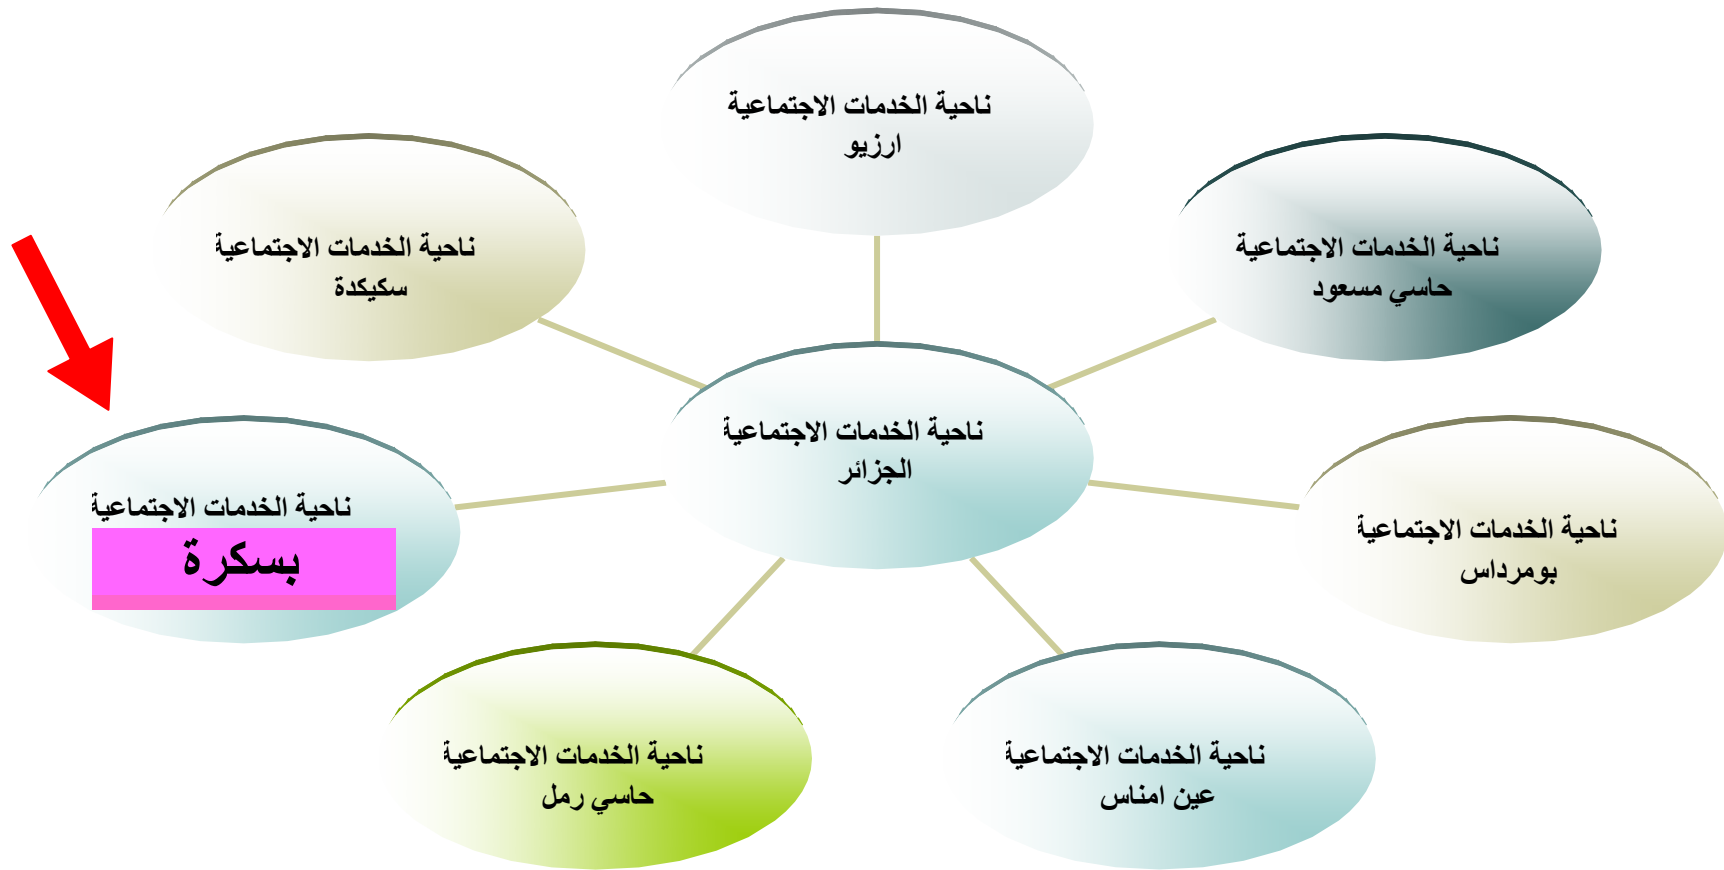 ناحية الخدمات الاجتماعية
ارزيو
ناحية الخدمات الاجتماعية
حاسي مسعود
ناحية الخدمات الاجتماعية
سكيكدة
ناحية الخدمات الاجتماعية
الجزائر
ناحية الخدمات الاجتماعية
بومرداس
ناحية الخدمات الاجتماعية
بسكرة
ناحية الخدمات الاجتماعية
عين امناس
ناحية الخدمات الاجتماعية
حاسي رمل